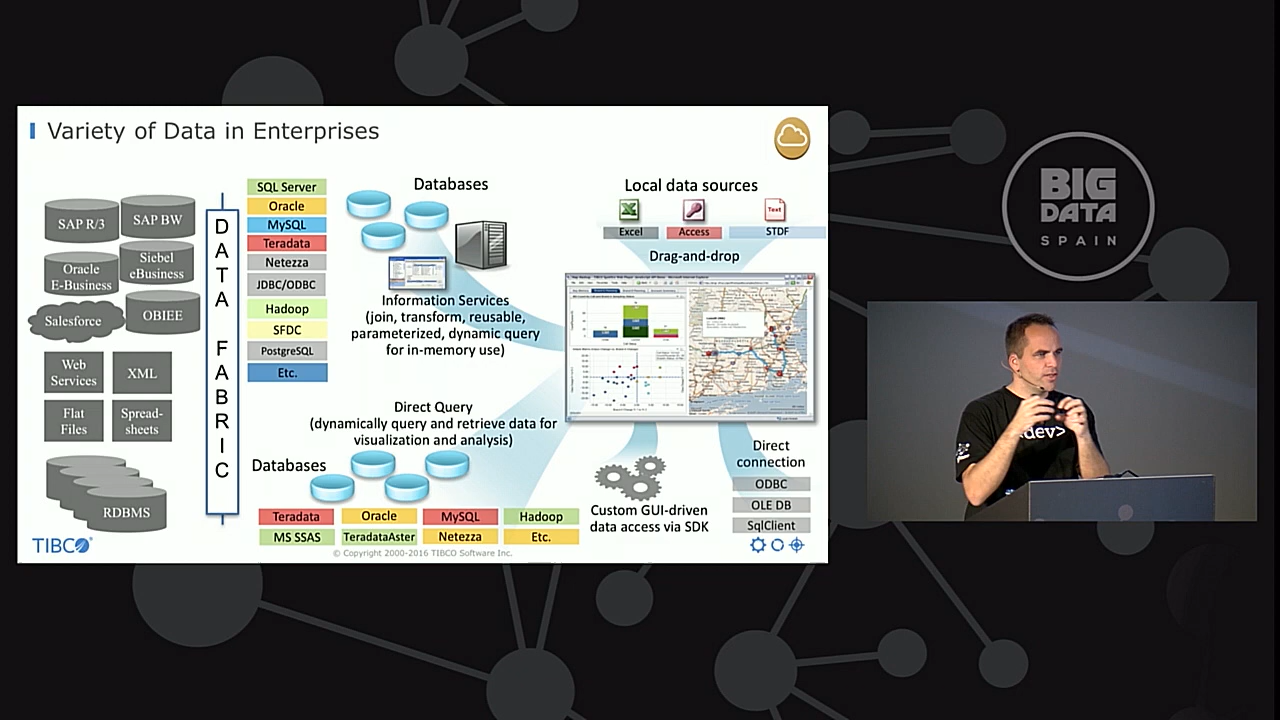 Variety of Data in Enterprises
SAP R/3
SAP BW
Oracle
E-Business
Siebel
eBusiness
Salesforce
OBIEE
Web
Services
XML
Flat
Files
Spread-
sheets
RDBMS
DATA FABRIC
SQL Server
Oracle
MySQL
Teradata
Netezza
JDBC/ODBC
Hadoop
SFDC
PostgreSQL
Etc.
Databases
Information Services
(join, transform, reusable,
parameterized, dynamic query
for in-memory use)
Direct Query
(dynamically query and retrieve data for
visualization and analysis)
Databases
Teradata
Oracle
MySQL
Hadoop
MS SSAS
TeradataAster
Netezza
Etc.
Local data sources
Text
Excel
Access
STDF
Drag-and-drop
Custom GUI-driven
data access via SDK
Direct
connection
ODBC
OLE DB
SqlClient
TIBCO
© Copyright 2000-2016 TIBCO Software Inc.
BIG
DATA
SPAIN
dev>